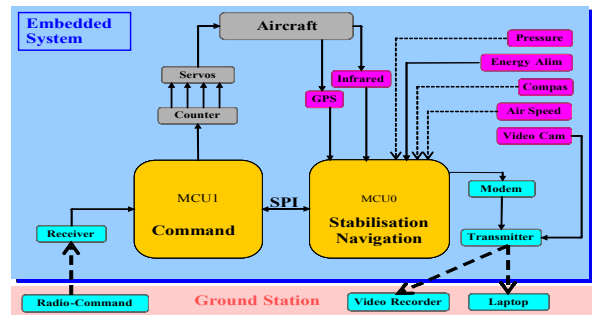 Embedded
System
Aircraft
Pressure
Servos
Infrared
Energy Alim
GPS
Compas
Counter
Air Speed
Video Cam
MCU1
Command
SPI
MCU0
Stabilisation
Navigation
Modem
Receiver
Transmitter
Radio-Command
Ground Station
Video Recorder
Laptop